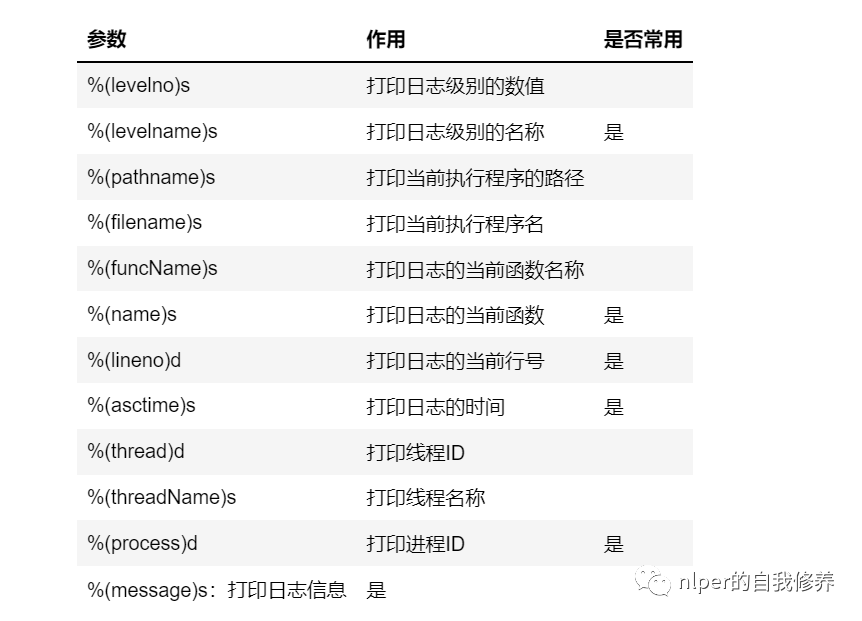 参数 作用 是否常用
%(levelno)s 打印日志级别的数值
%(levelname)s 打印日志级别的名称 是
%(pathname)s 打印当前执行程序的路径
%(filename)s 打印当前执行程序名
%(funcName)s 打印日志的当前函数名称
%(name)s 打印日志的当前函数 是
%(lineno)d 打印日志的当前行号 是
%(asctime)s 打印日志的时间 是
%(thread)d 打印线程ID
%(threadName)s 打印线程名称
%(process)d 打印进程ID 是
%(message)s：打印日志信息 是
nlper的自我修养